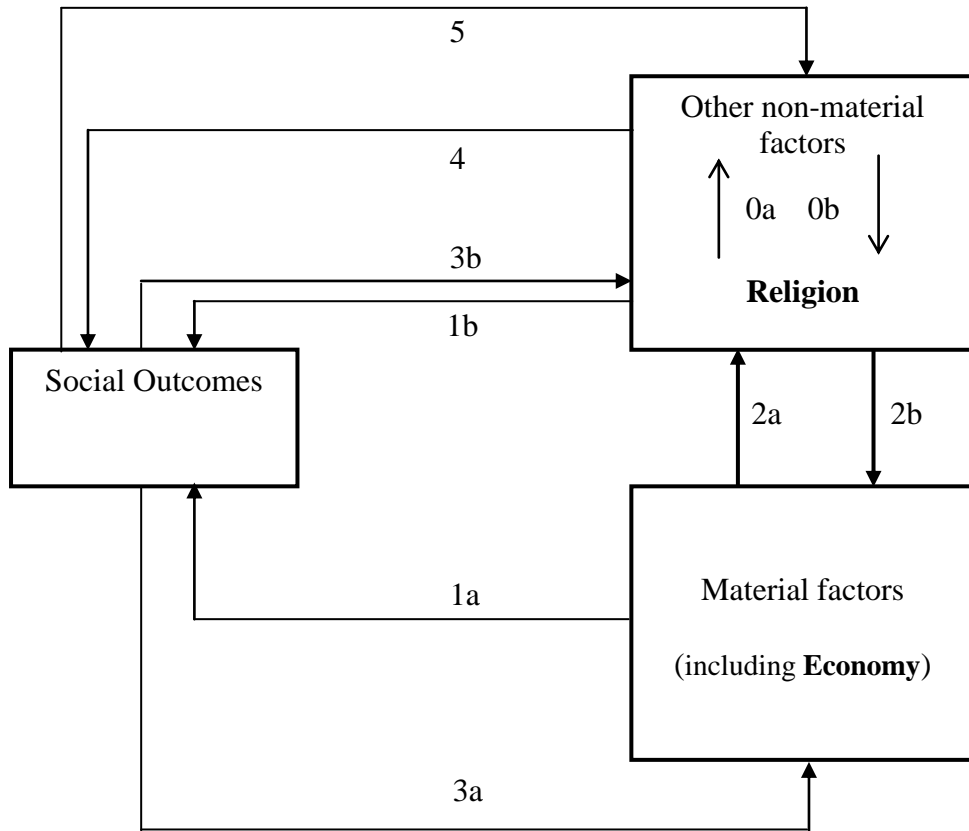 5
Other non-material
factors
4
0a 0b
3b
Religion
1b
Social Outcomes
2a
2b
1a
Material factors
(including Economy)
3a